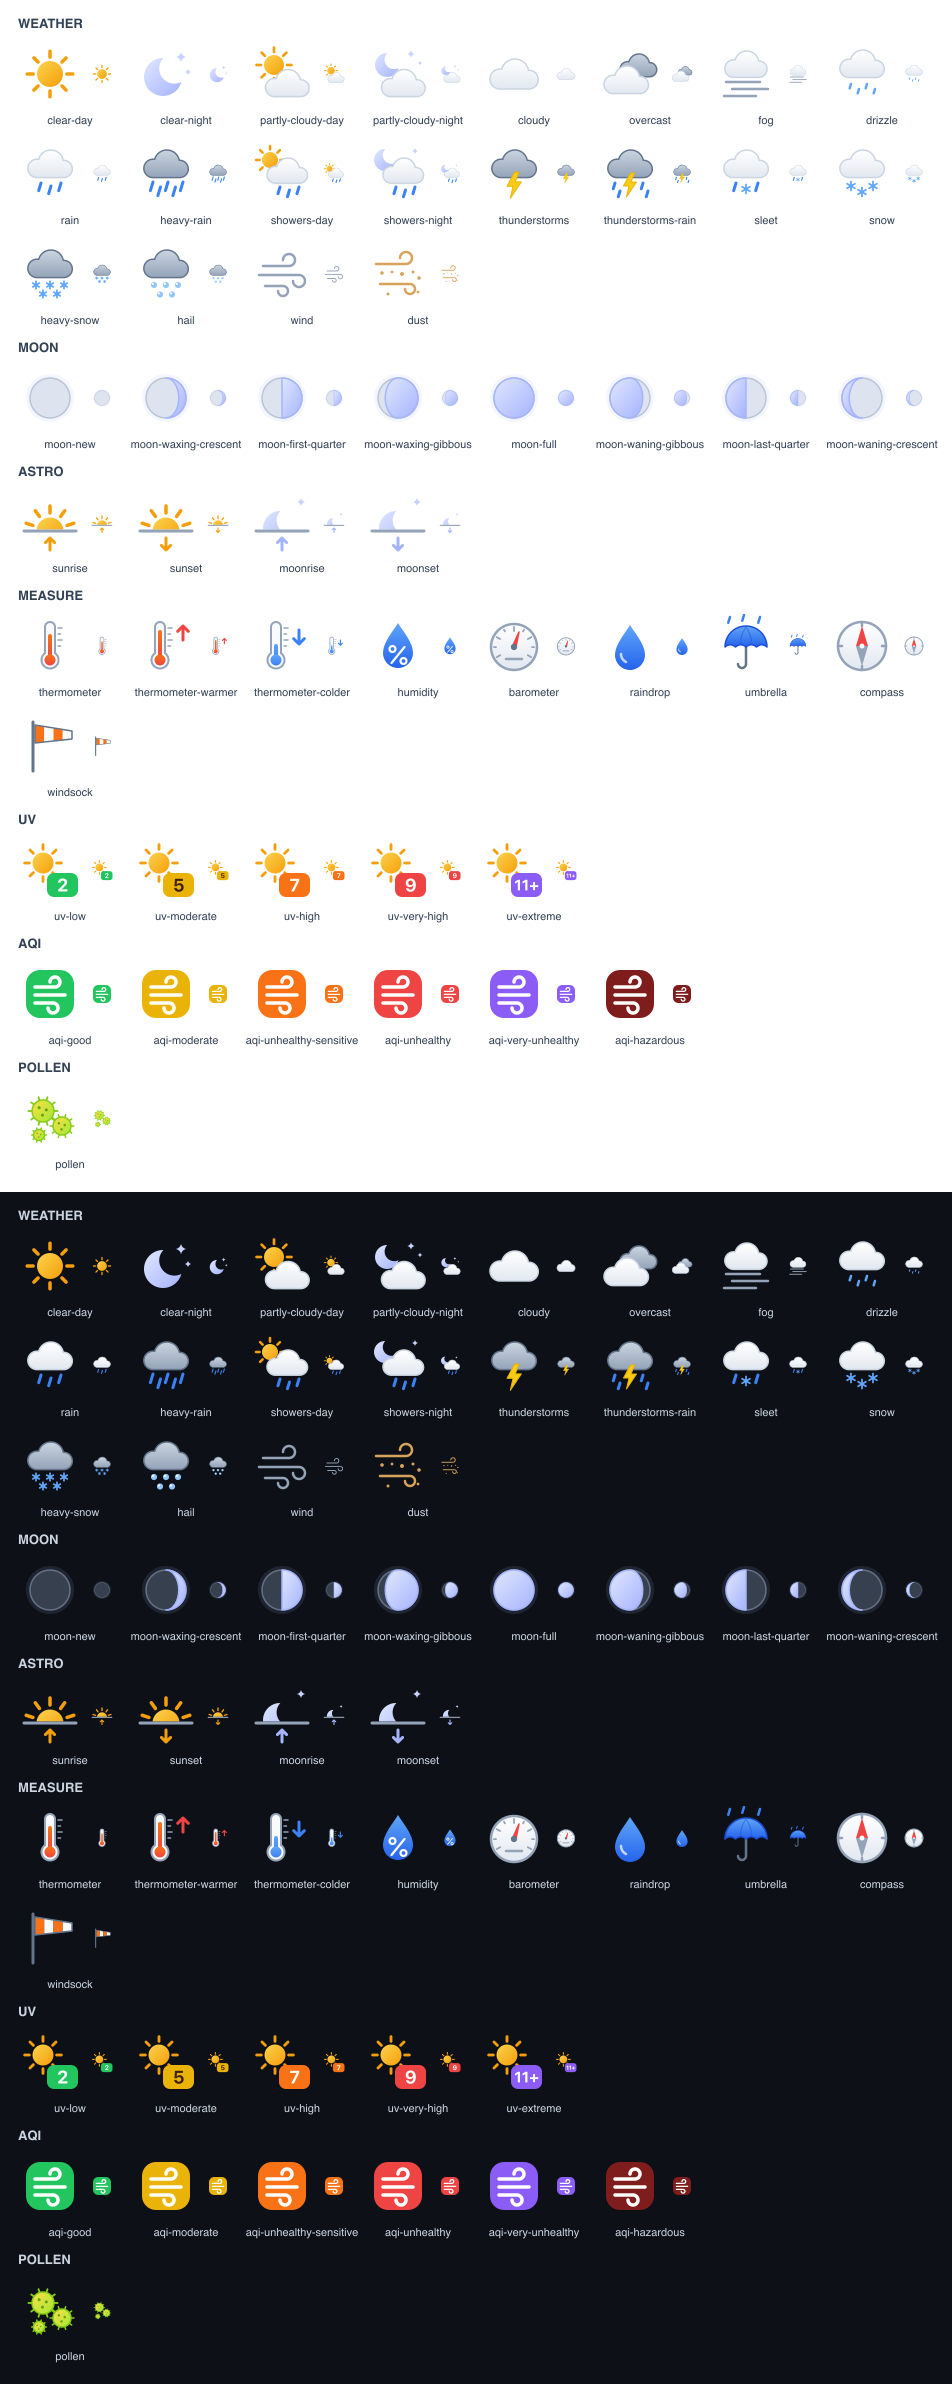 WEATHER
clear-day clear-night partly-cloudy-day partly-cloudy-night cloudy overcast fog drizzle
rain heavy-rain showers-day showers-night thunderstorms thunderstorms-rain sleet snow
heavy-snow hail wind dust
MOON
moon-new moon-waxing-crescent moon-first-quarter moon-waxing-gibbous moon-full moon-waning-gibbous moon-last-quarter moon-waning-crescent
ASTRO
sunrise sunset moonrise moonset
MEASURE
%
thermometer thermometer-warmer thermometer-colder humidity barometer raindrop umbrella compass
windsock
UV
2 2 5 5 7 7 9 9 11+ 11+
uv-low uv-moderate uv-high uv-very-high uv-extreme
AQI
aqi-good aqi-moderate aqi-unhealthy-sensitive aqi-unhealthy aqi-very-unhealthy aqi-hazardous
POLLEN
pollen
WEATHER
clear-day clear-night partly-cloudy-day partly-cloudy-night cloudy overcast fog drizzle
rain heavy-rain showers-day showers-night thunderstorms thunderstorms-rain sleet snow
heavy-snow hail wind dust
MOON
moon-new moon-waxing-crescent moon-first-quarter moon-waxing-gibbous moon-full moon-waning-gibbous moon-last-quarter moon-waning-crescent
ASTRO
sunrise sunset moonrise moonset
MEASURE
%
thermometer thermometer-warmer thermometer-colder humidity barometer raindrop umbrella compass
windsock
UV
2 2 5 5 7 7 9 9 11+ 11+
uv-low uv-moderate uv-high uv-very-high uv-extreme
AQI
aqi-good aqi-moderate aqi-unhealthy-sensitive aqi-unhealthy aqi-very-unhealthy aqi-hazardous
POLLEN
pollen